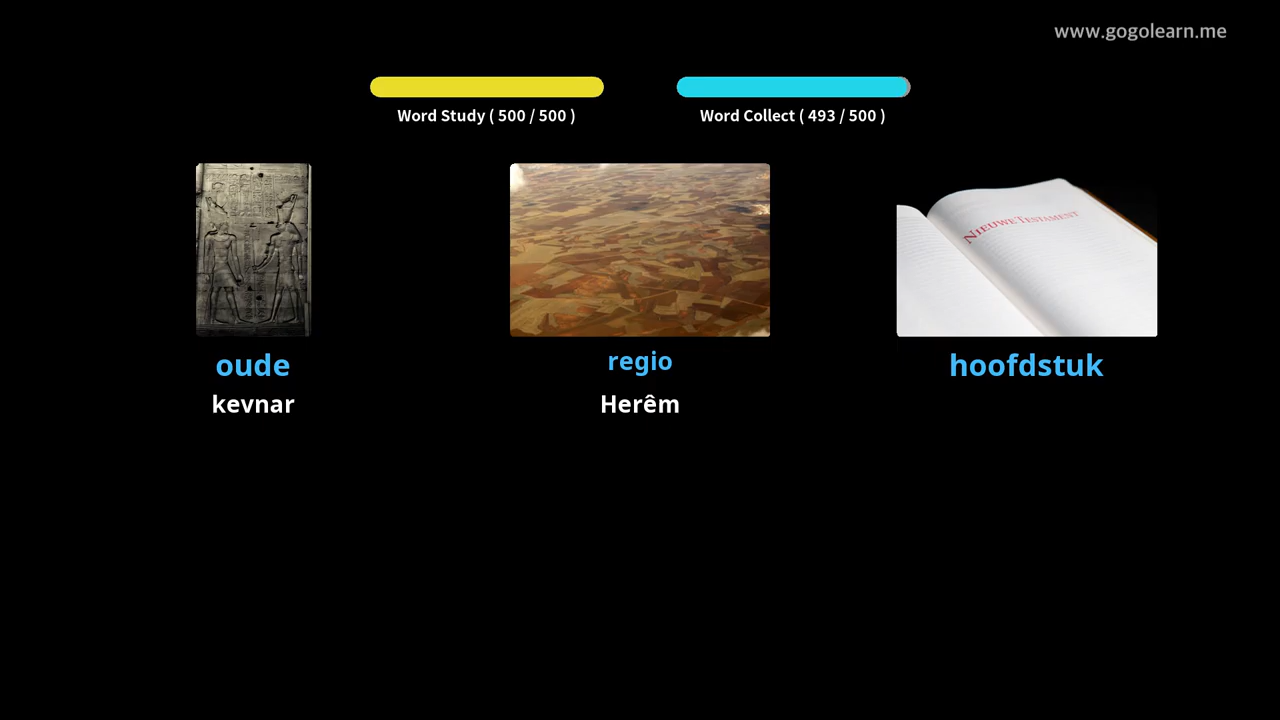 www.gogolearn.me
Word Study ( 500 / 500 )
Word Collect ( 493 / 500 )
NIEUWE TESTAMENT
oude
regio
hoofdstuk
kevnar
Herêm